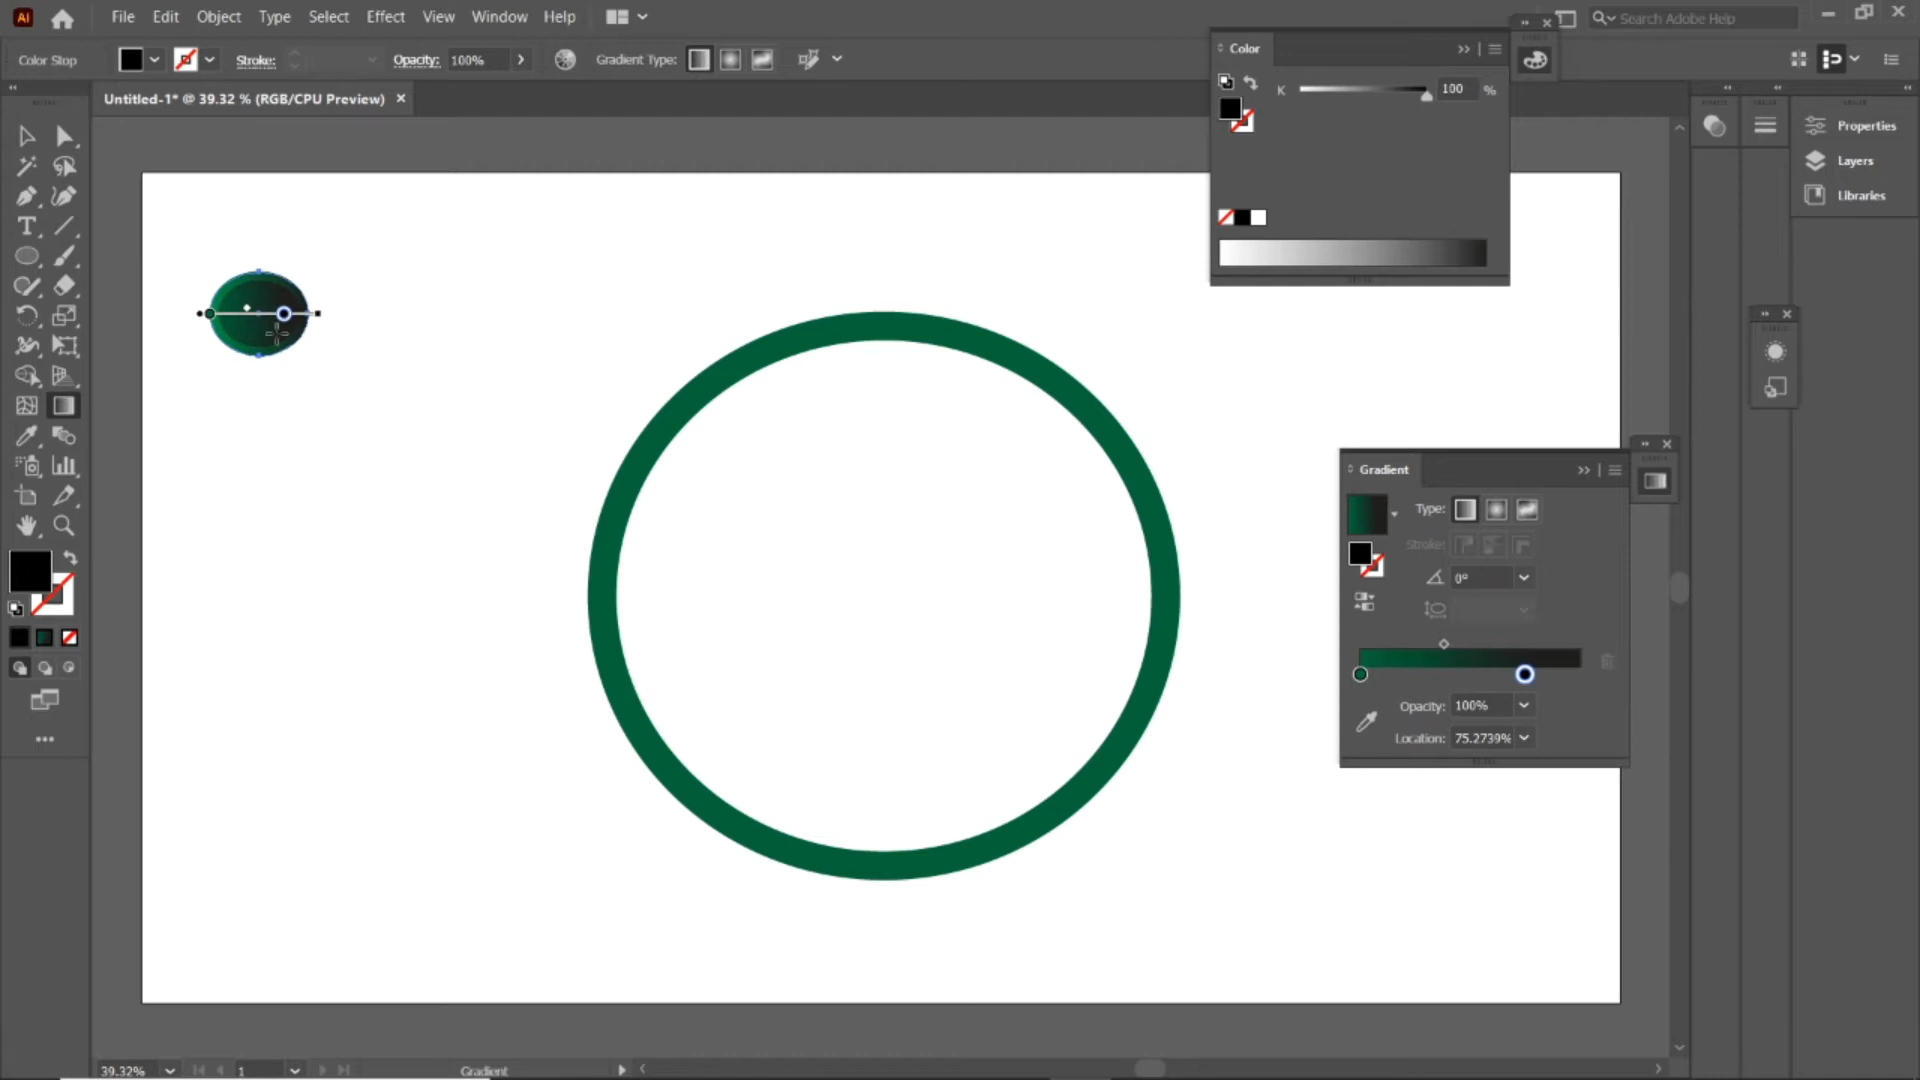 Ai File Edit Object Type Select Effect View Window Help
Search Adobe Help
Color Stop Stroke: Opacity: 100% Gradient Type:
Untitled-1* @ 39.32 % (RGB/CPU Preview) ×
Color
K 100 %
Properties
Layers
Libraries
T
Gradient
Type:
Stroke:
0°
Opacity: 100%
Location: 75.2739%
39.32% 1 Gradient